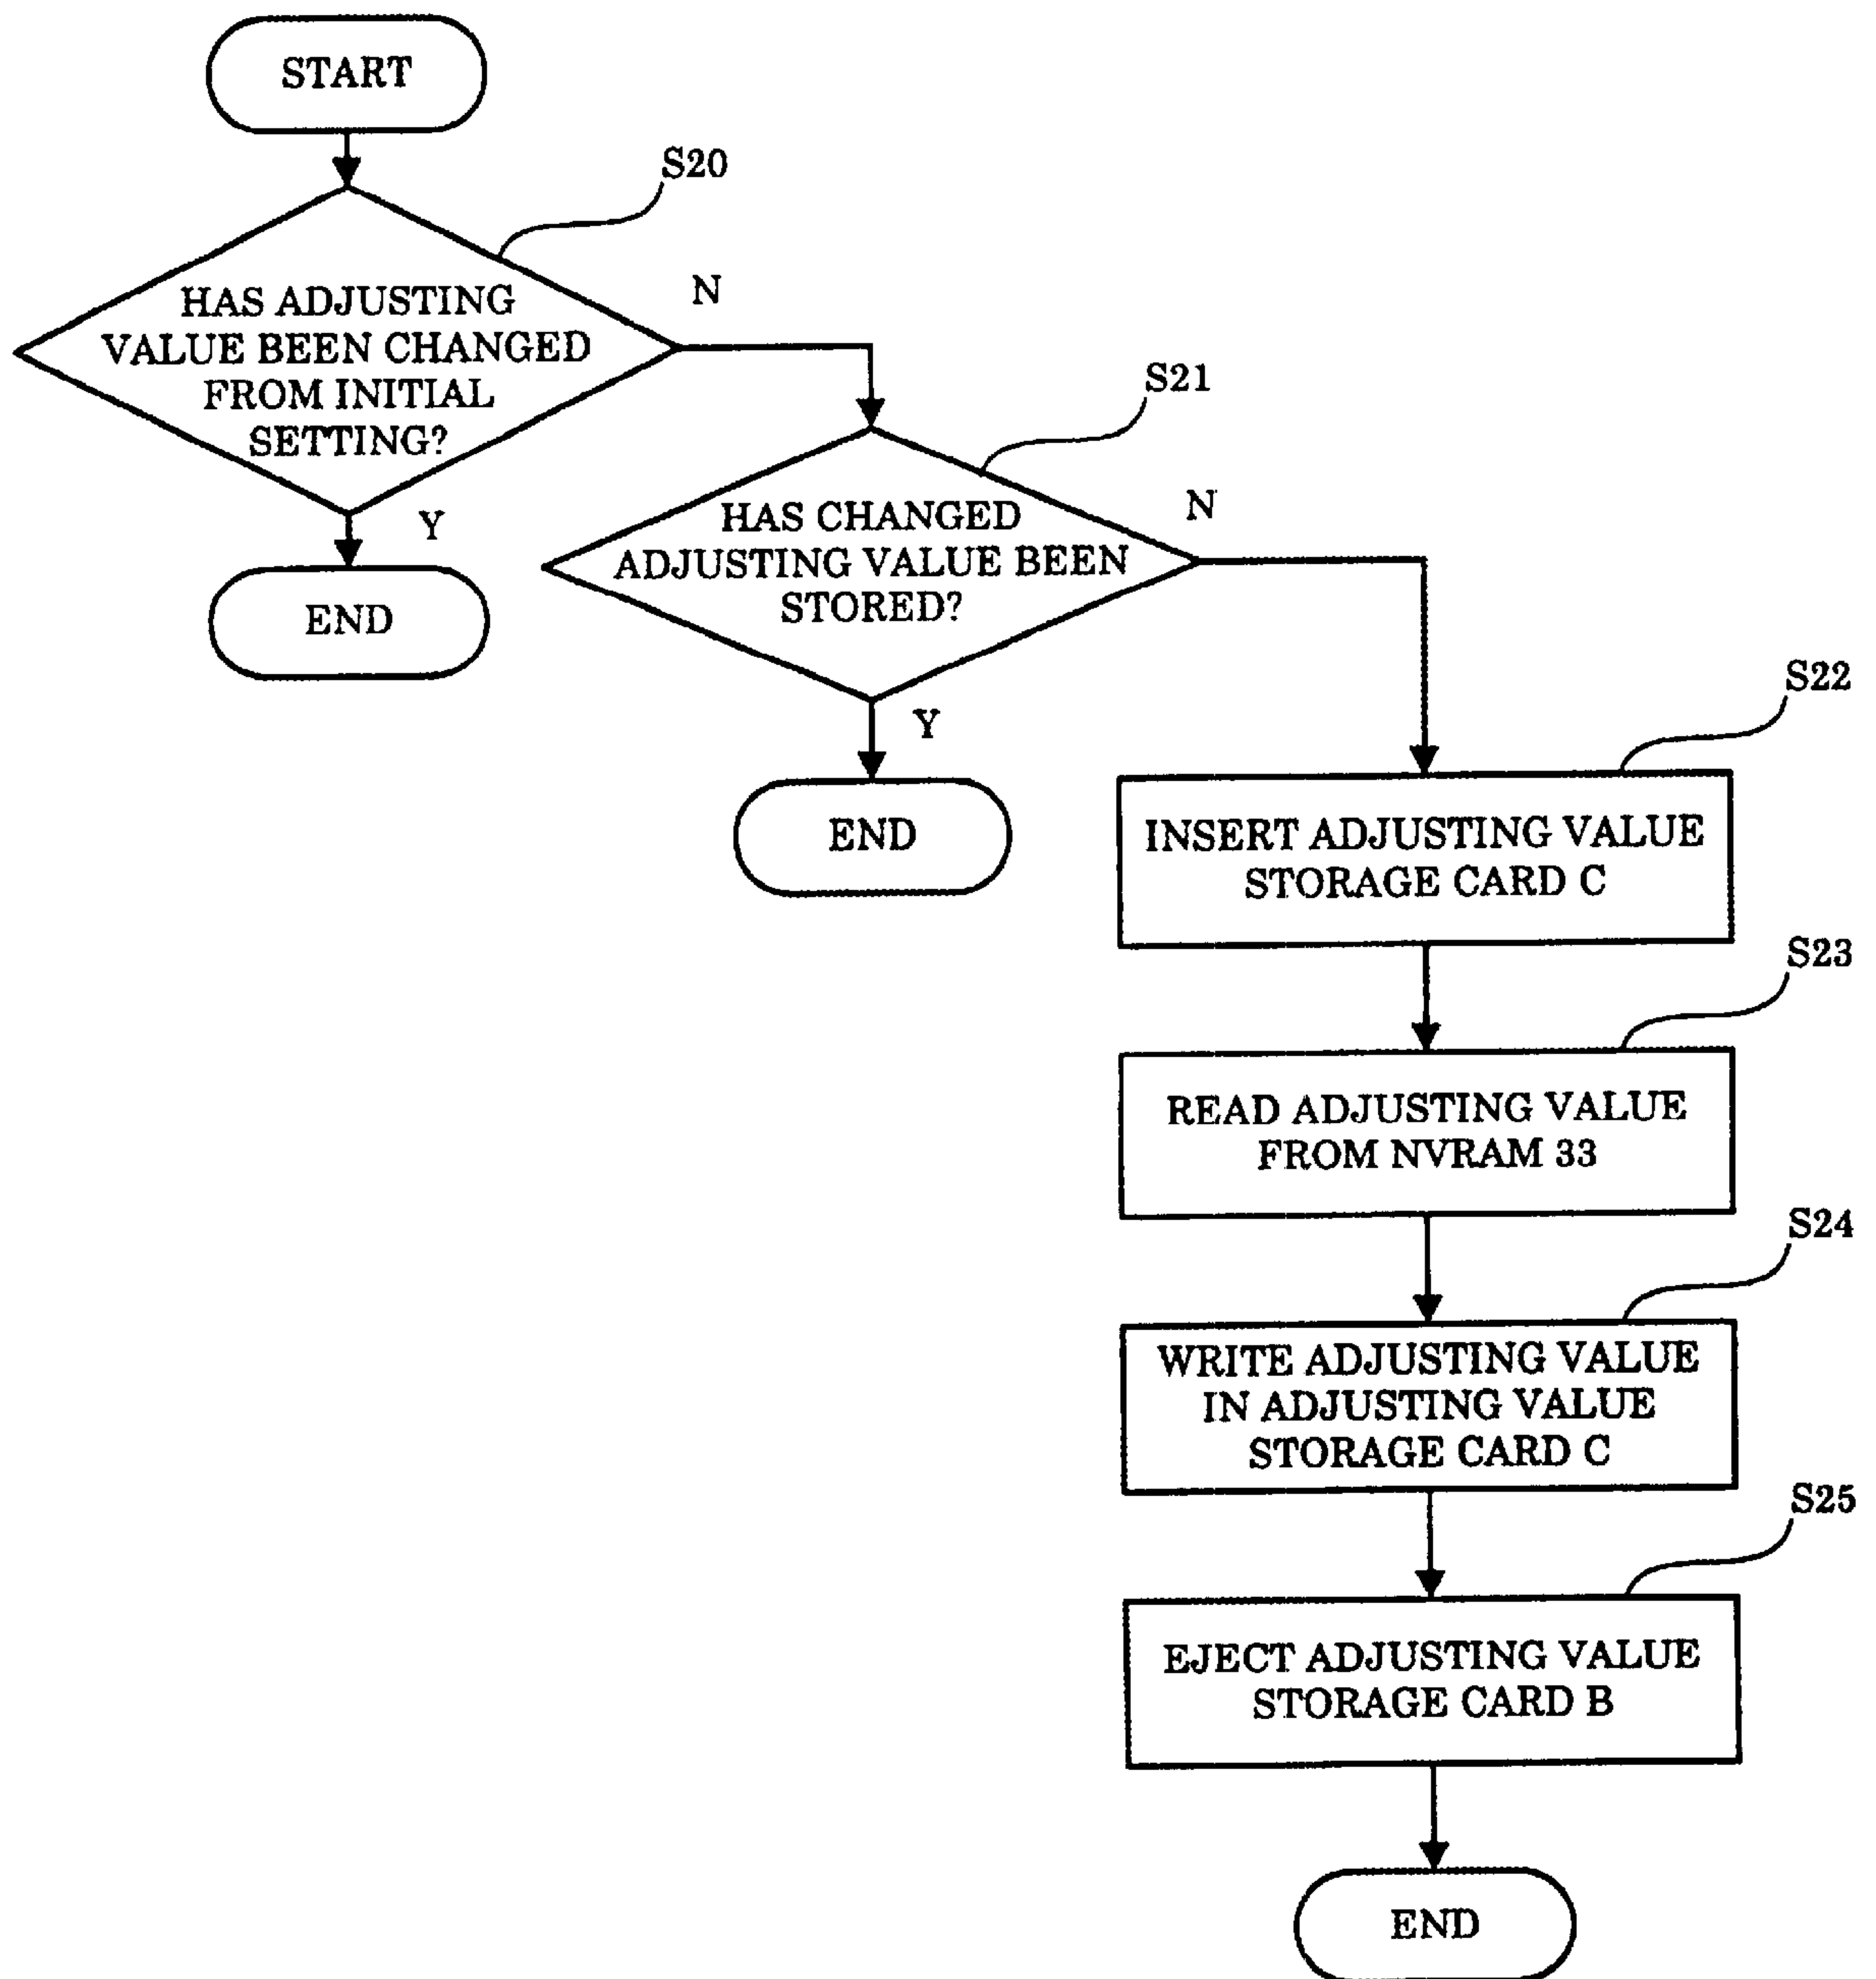 START
S20
HAS ADJUSTING
VALUE BEEN CHANGED
FROM INITIAL
SETTING?
N
Y
END
S21
HAS CHANGED
ADJUSTING VALUE BEEN
STORED?
N
Y
END
S22
INSERT ADJUSTING VALUE
STORAGE CARD C
S23
READ ADJUSTING VALUE
FROM NVRAM 33
S24
WRITE ADJUSTING VALUE
IN ADJUSTING VALUE
STORAGE CARD C
S25
EJECT ADJUSTING VALUE
STORAGE CARD B
END